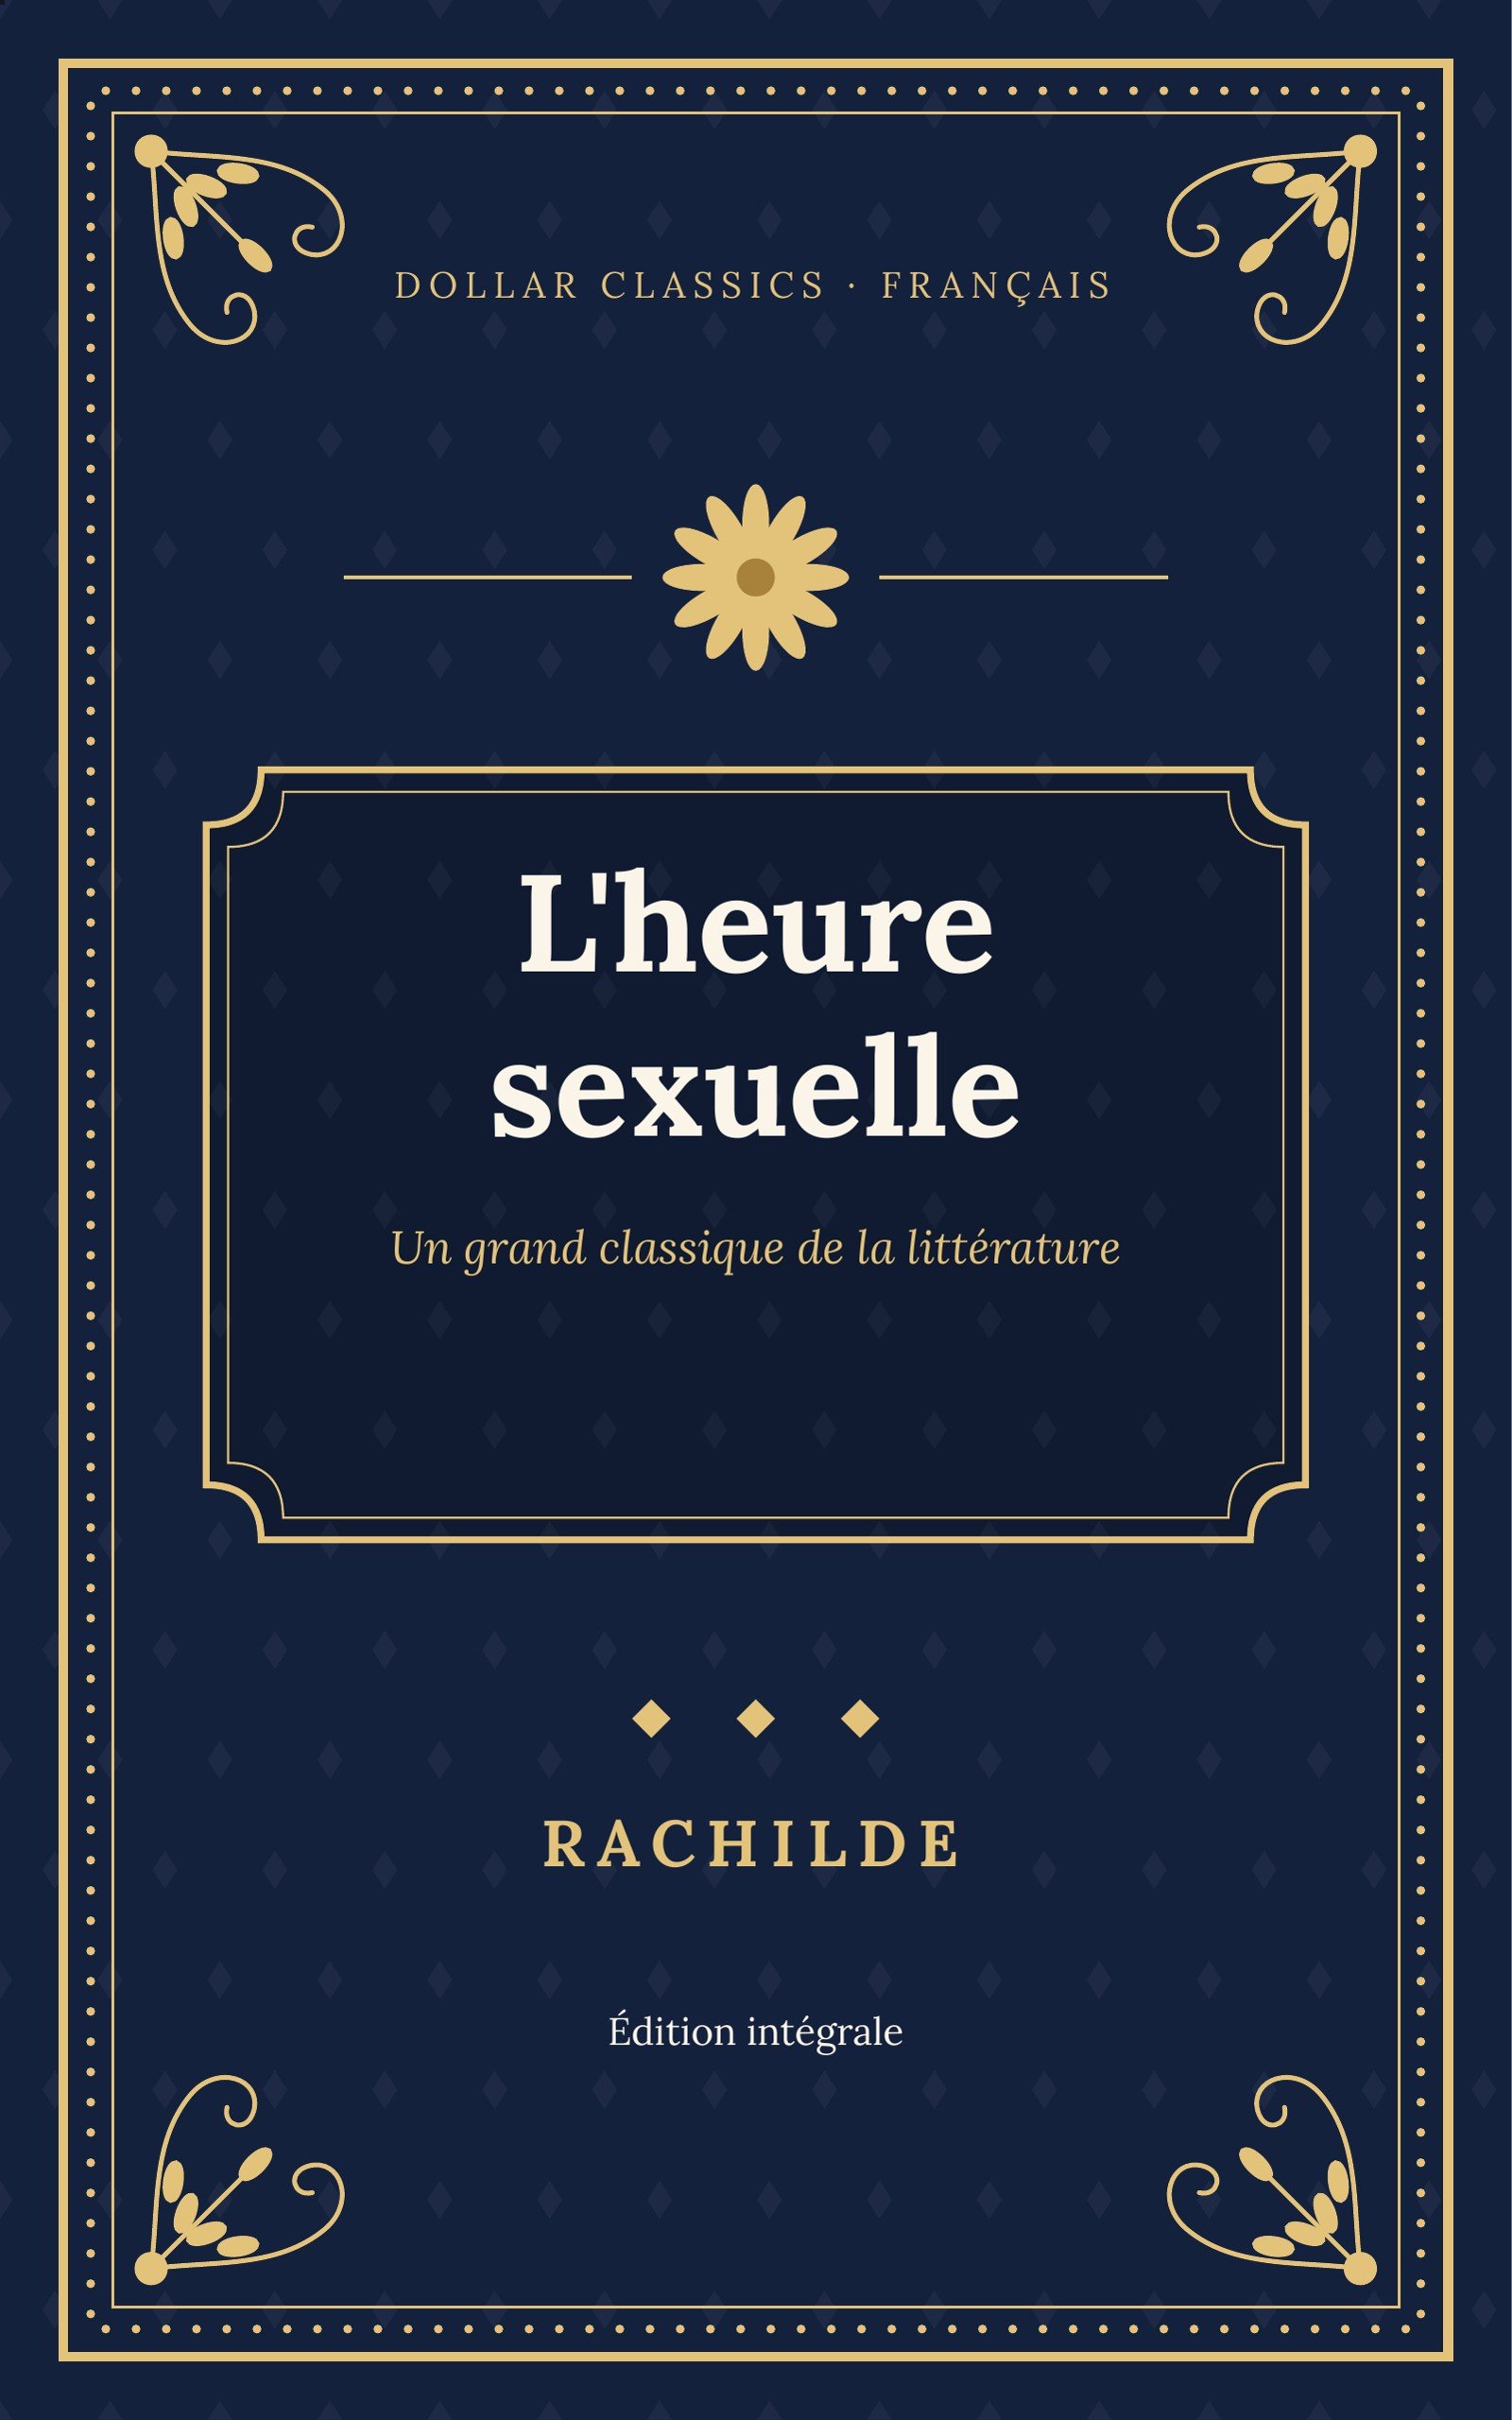 DOLLAR CLASSICS · FRANÇAIS
L'heure
sexuelle
Un grand classique de la littérature
RACHILDE
Édition intégrale